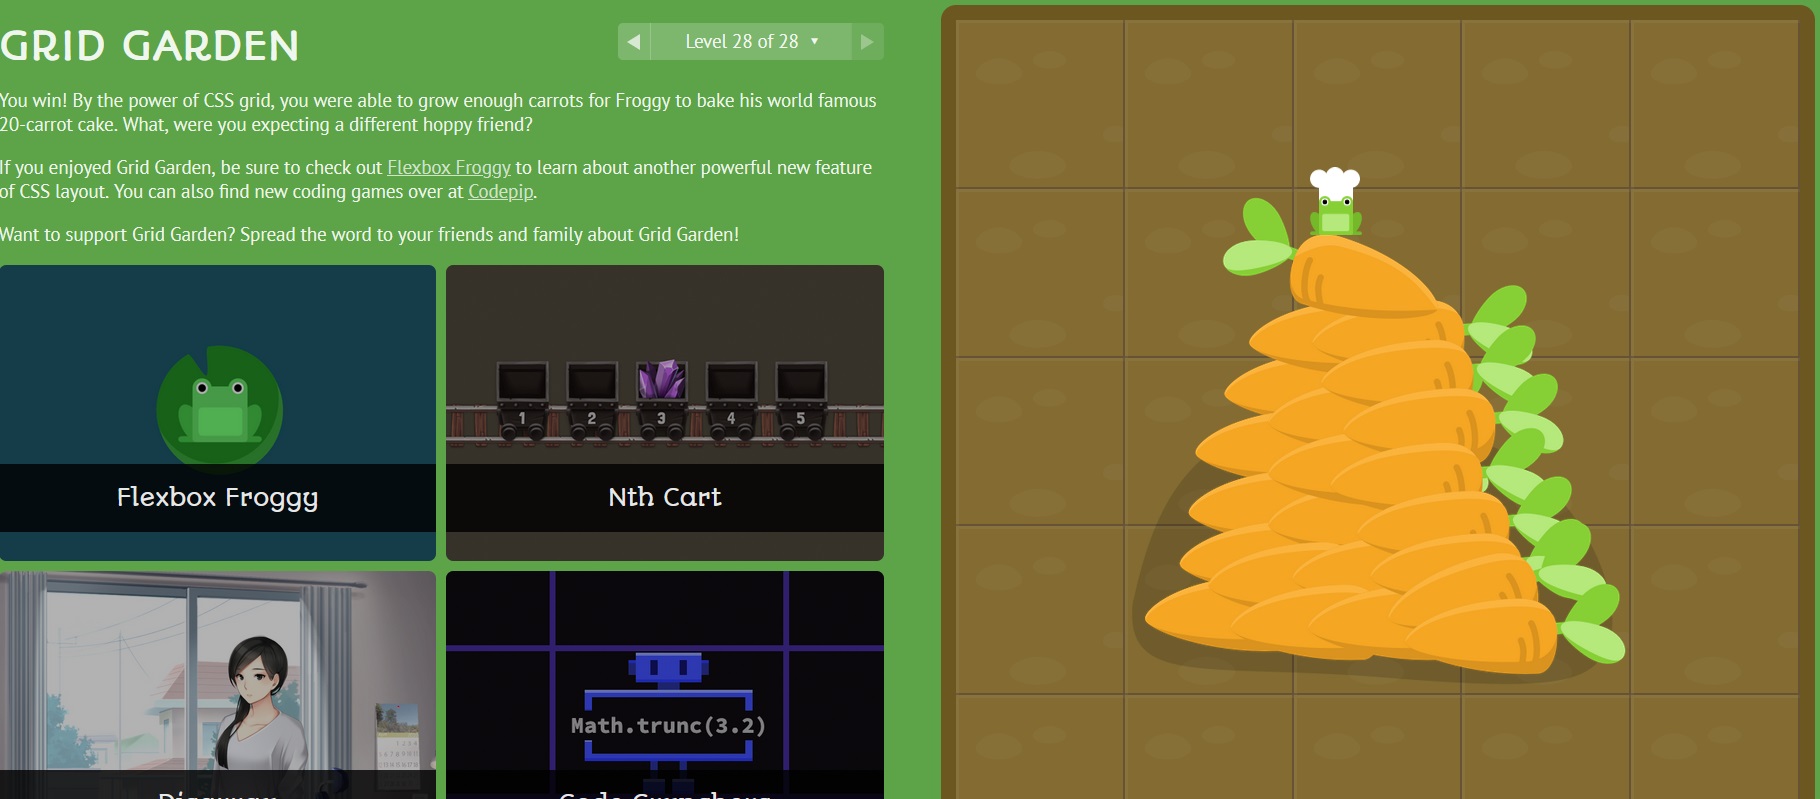 GRID GARDEN
◀ Level 28 of 28 ▼ ▶
You win! By the power of CSS grid, you were able to grow enough carrots for Froggy to bake his world famous
20-carrot cake. What, were you expecting a different hoppy friend?
If you enjoyed Grid Garden, be sure to check out Flexbox Froggy to learn about another powerful new feature
of CSS layout. You can also find new coding games over at Codepip.
Want to support Grid Garden? Spread the word to your friends and family about Grid Garden!
1 2 3 4 5
Flexbox Froggy
Nth Cart
Math.trunc(3.2)